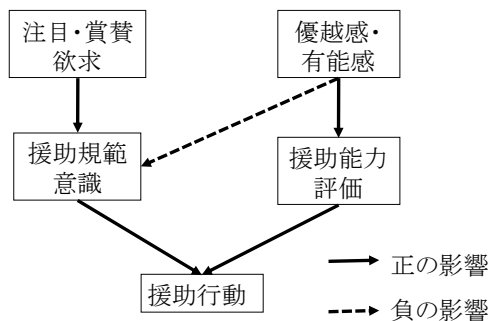 注目・賞賛
欲求
優越感・
有能感
援助規範
意識
援助能力
評価
援助行動
正の影響
負の影響